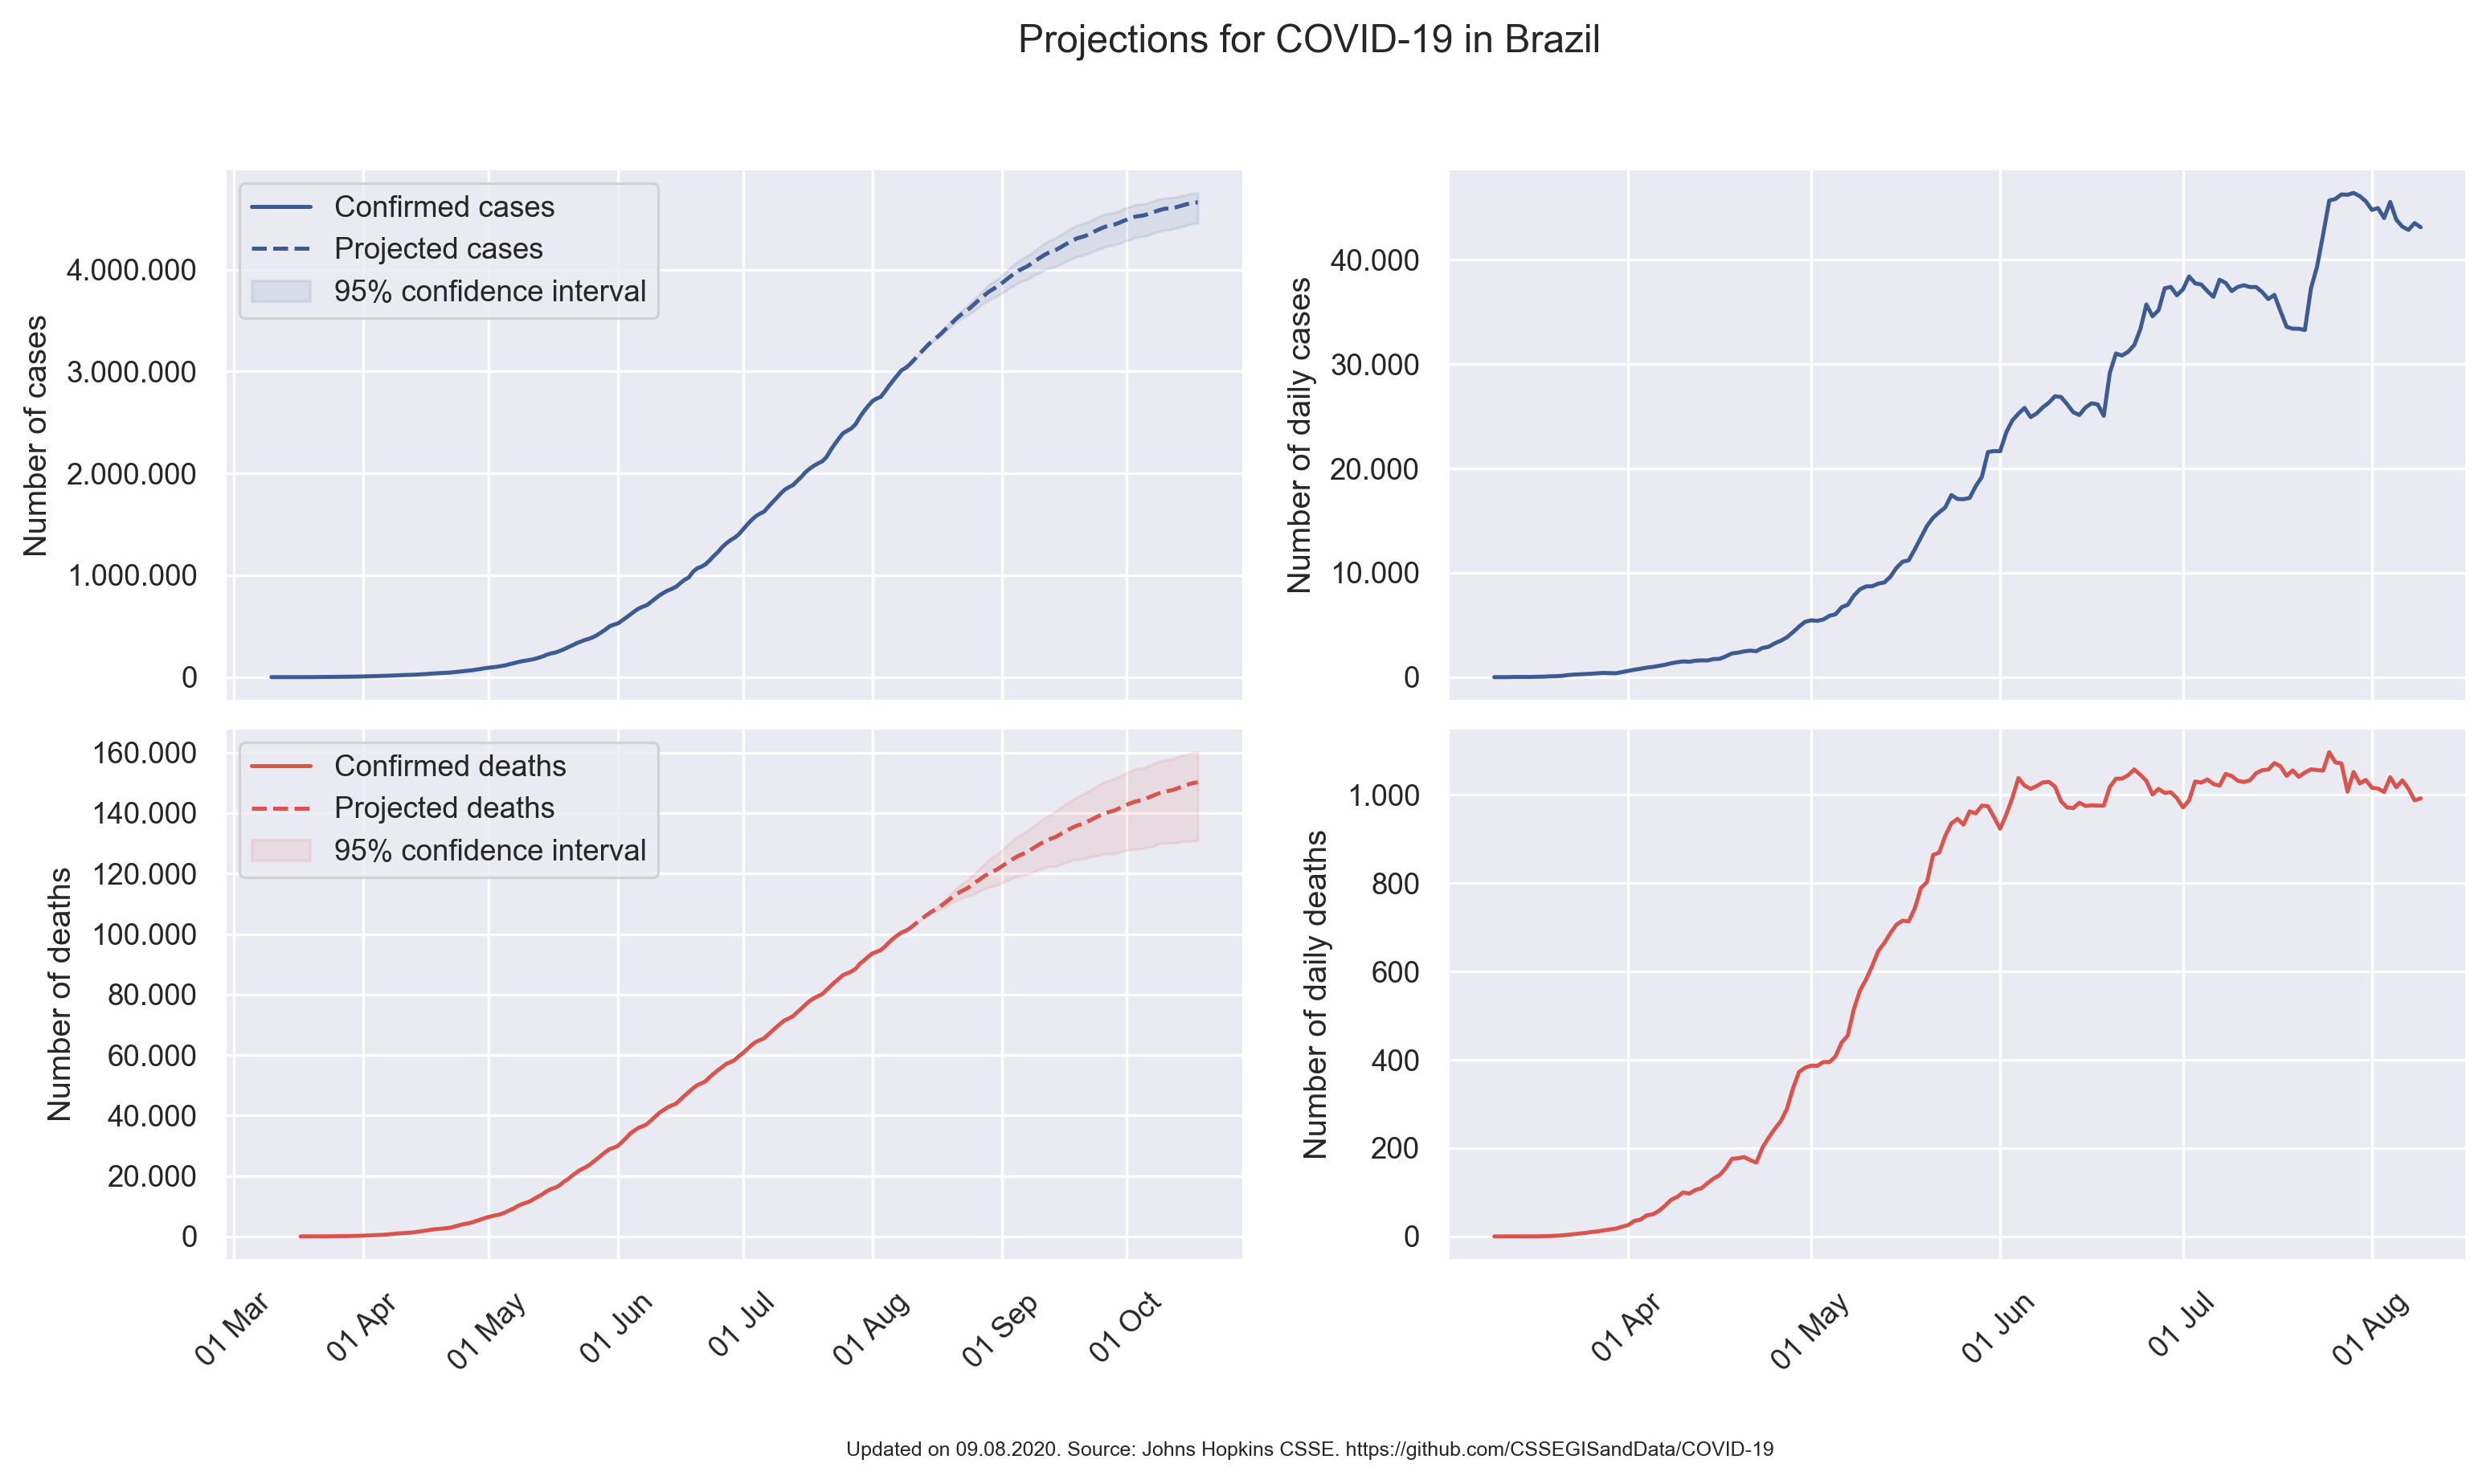 Projections for COVID-19 in Brazil
Number of cases
4.000.000
3.000.000
2.000.000
1.000.000
0
Confirmed cases
Projected cases
95% confidence interval
Number of daily cases
40.000
30.000
20.000
10.000
0
Number of deaths
160.000
140.000
120.000
100.000
80.000
60.000
40.000
20.000
0
Confirmed deaths
Projected deaths
95% confidence interval
01 Mar
01 Apr
01 May
01 Jun
01 Jul
01 Aug
01 Sep
01 Oct
Number of daily deaths
1.000
800
600
400
200
0
01 Apr
01 May
01 Jun
01 Jul
01 Aug
Updated on 09.08.2020. Source: Johns Hopkins CSSE. https://github.com/CSSEGISandData/COVID-19